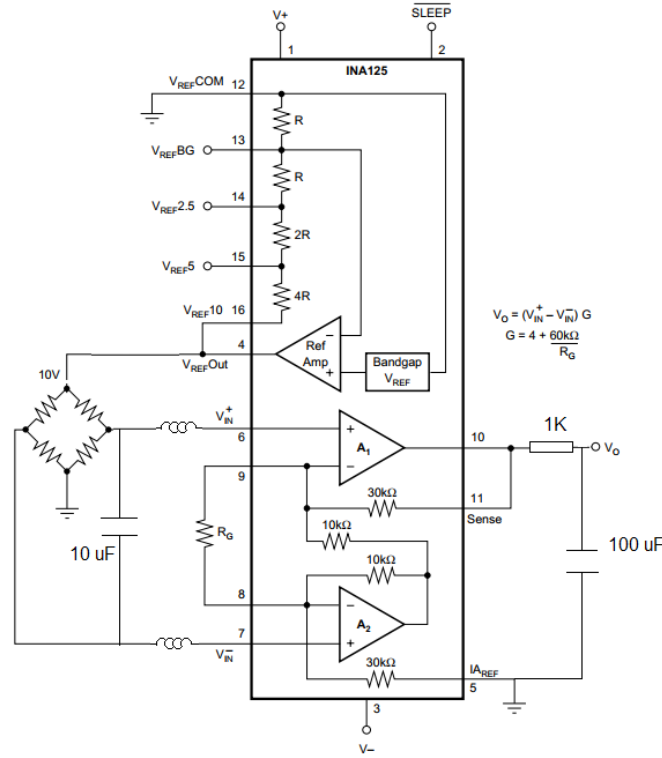 V+
SLEEP
1
2
INA125
VREFCOM
12
R
13
VREFBG
R
14
VREF2.5
2R
15
VREF5
4R
VREF10
16
VO = (VIN+ – VIN–) G
G = 4 + 60kΩ
RG
4
Ref
Amp
–
+
Bandgap
VREF
VREFOut
10V
VIN+
6
+
A1
–
10
1K
VO
9
30kΩ
11
Sense
RG
10kΩ
10 uF
10kΩ
100 uF
8
–
A2
+
7
VIN–
30kΩ
IAREF
5
3
V–